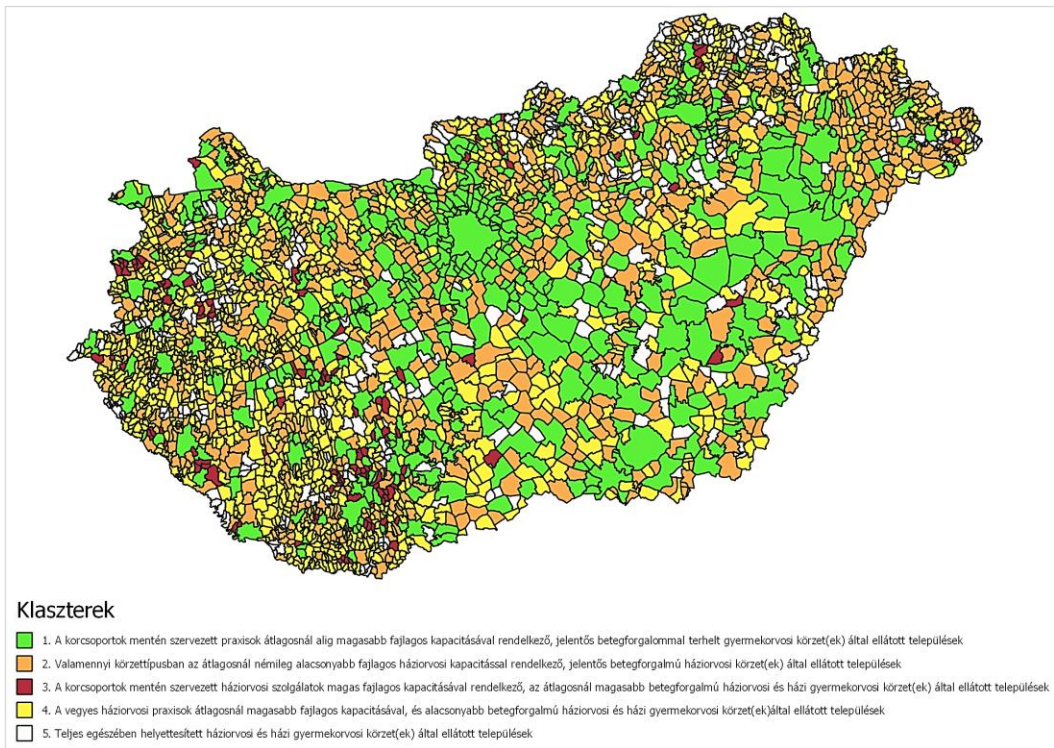 Klaszterek
1. A korcsoportok mentén szervezett praxisok átlagosnál alig magasabb fajlagos kapacitásával rendelkező, jelentős betegforgalommal terhelt gyermekorvosi körzet(ek) által ellátott települések
2. Valamennyi körzettípusban az átlagosnál némileg alacsonyabb fajlagos háziorvosi kapacitással rendelkező, jelentős betegforgalmú háziorvosi körzet(ek) által ellátott települések
3. A korcsoportok mentén szervezett háziorvosi szolgálatok magas fajlagos kapacitásával rendelkező, az átlagosnál magasabb betegforgalmú háziorvosi és házi gyermekorvosi körzet(ek) által ellátott települések
4. A vegyes háziorvosi praxisok átlagosnál magasabb fajlagos kapacitásával, és alacsonyabb betegforgalmú háziorvosi és házi gyermekorvosi körzet(ek)által ellátott települések
5. Teljes egészében helyettesített háziorvosi és házi gyermekorvosi körzet(ek) által ellátott települések